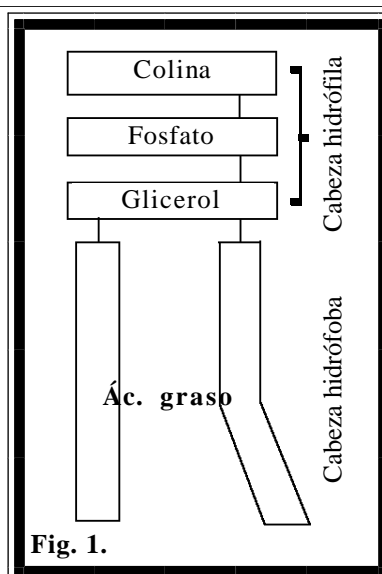 Colina
Fosfato
Glicerol
Cabeza hidrófila
Ác. graso
Cabeza hidrófoba
Fig. 1.